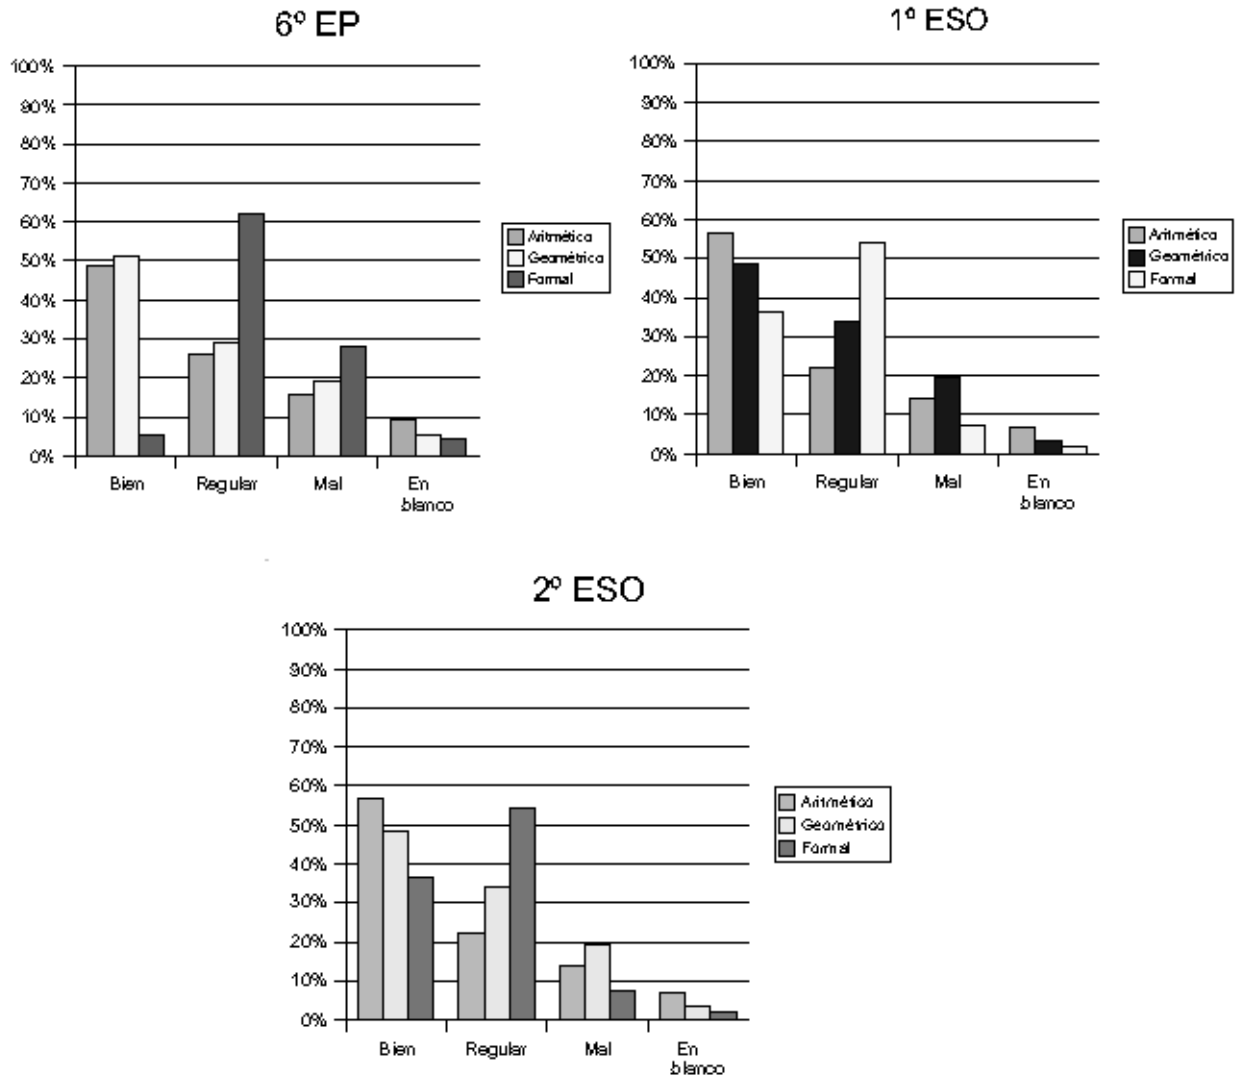 6º EP
100%
90%
80%
70%
60%
50%
40%
30%
20%
10%
0%
Bien
Regular
Mal
En
blanco
Aritmética
Geométrica
Formal
1º ESO
100%
90%
80%
70%
60%
50%
40%
30%
20%
10%
0%
Bien
Regular
Mal
En
blanco
Aritmética
Geométrica
Formal
2º ESO
100%
90%
80%
70%
60%
50%
40%
30%
20%
10%
0%
Bien
Regular
Mal
En
blanco
Aritmética
Geométrica
Formal